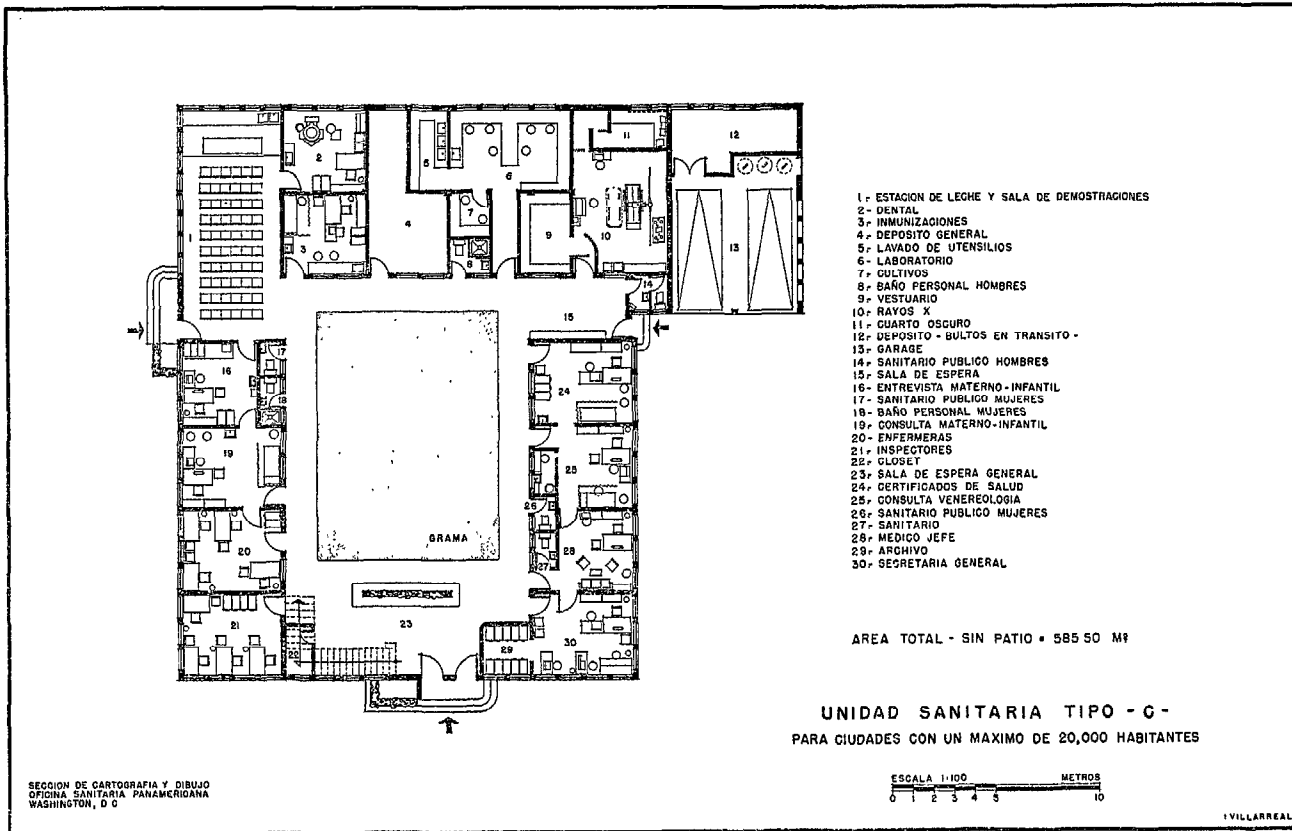 1- ESTACION DE LECHE Y SALA DE DEMOSTRACIONES
2- DENTAL
3- INMUNIZACIONES
4- DEPOSITO GENERAL
5- LAVADO DE UTENSILIOS
6- LABORATORIO
7- CULTIVOS
8- BAÑO PERSONAL HOMBRES
9- VESTUARIO
10- RAYOS X
11- CUARTO OSCURO
12- DEPOSITO - BULTOS EN TRANSITO -
13- GARAGE
14- SANITARIO PUBLICO HOMBRES
15- SALA DE ESPERA
16- ENTREVISTA MATERNO-INFANTIL
17- SANITARIO PUBLICO MUJERES
18- BAÑO PERSONAL MUJERES
19- CONSULTA MATERNO-INFANTIL
20- ENFERMERAS
21- INSPECTORES
22- CLOSET
23- SALA DE ESPERA GENERAL
24- CERTIFICADOS DE SALUD
25- CONSULTA VENEREOLOGIA
26- SANITARIO PUBLICO MUJERES
27- SANITARIO
28- MEDICO JEFE
29- ARCHIVO
30- SECRETARIA GENERAL
1
2
3
4
5
6
7
8
9
10
11
12
13
14
15
16
17
18
19
20
21
22
23
24
25
26
27
28
29
30
GRAMA
AREA TOTAL - SIN PATIO = 585 50 M²
UNIDAD SANITARIA TIPO - C -
PARA CIUDADES CON UN MAXIMO DE 20,000 HABITANTES
ESCALA 1:100 METROS
0 1 2 3 4 5 10
SECCION DE CARTOGRAFIA Y DIBUJO
OFICINA SANITARIA PANAMERICANA
WASHINGTON, D C
I VILLARREAL